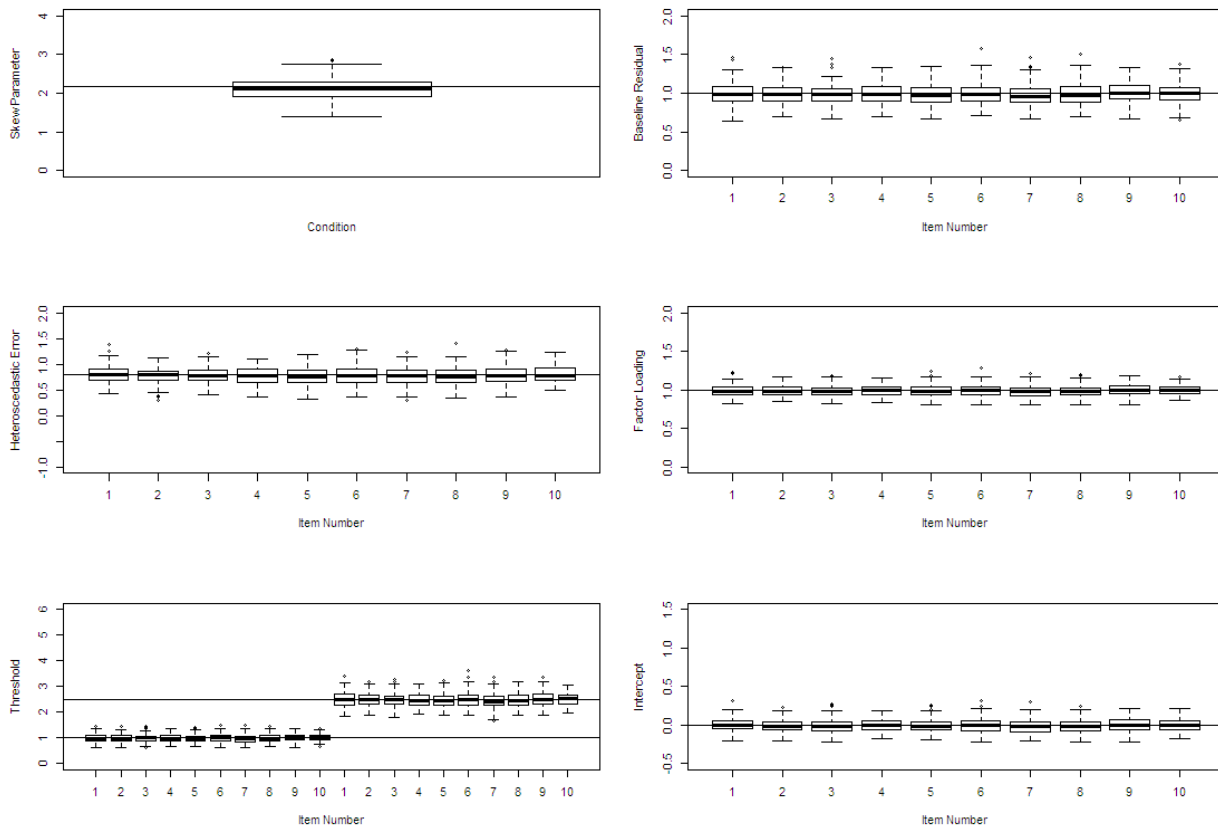 Skew Parameter
4
3
2
1
0
Condition
Baseline Residual
2.0
1.5
1.0
0.5
0.0
1 2 3 4 5 6 7 8 9 10
Item Number
Heteroscedastic Error
2.0
1.5
1.0
0.5
0.0
-1.0
1 2 3 4 5 6 7 8 9 10
Item Number
Factor Loading
2.0
1.5
1.0
0.5
0.0
1 2 3 4 5 6 7 8 9 10
Item Number
Threshold
6
5
4
3
2
1
0
1 2 3 4 5 6 7 8 9 10 1 2 3 4 5 6 7 8 9 10
Item Number
Intercept
1.5
1.0
0.5
0.0
-0.5
1 2 3 4 5 6 7 8 9 10
Item Number